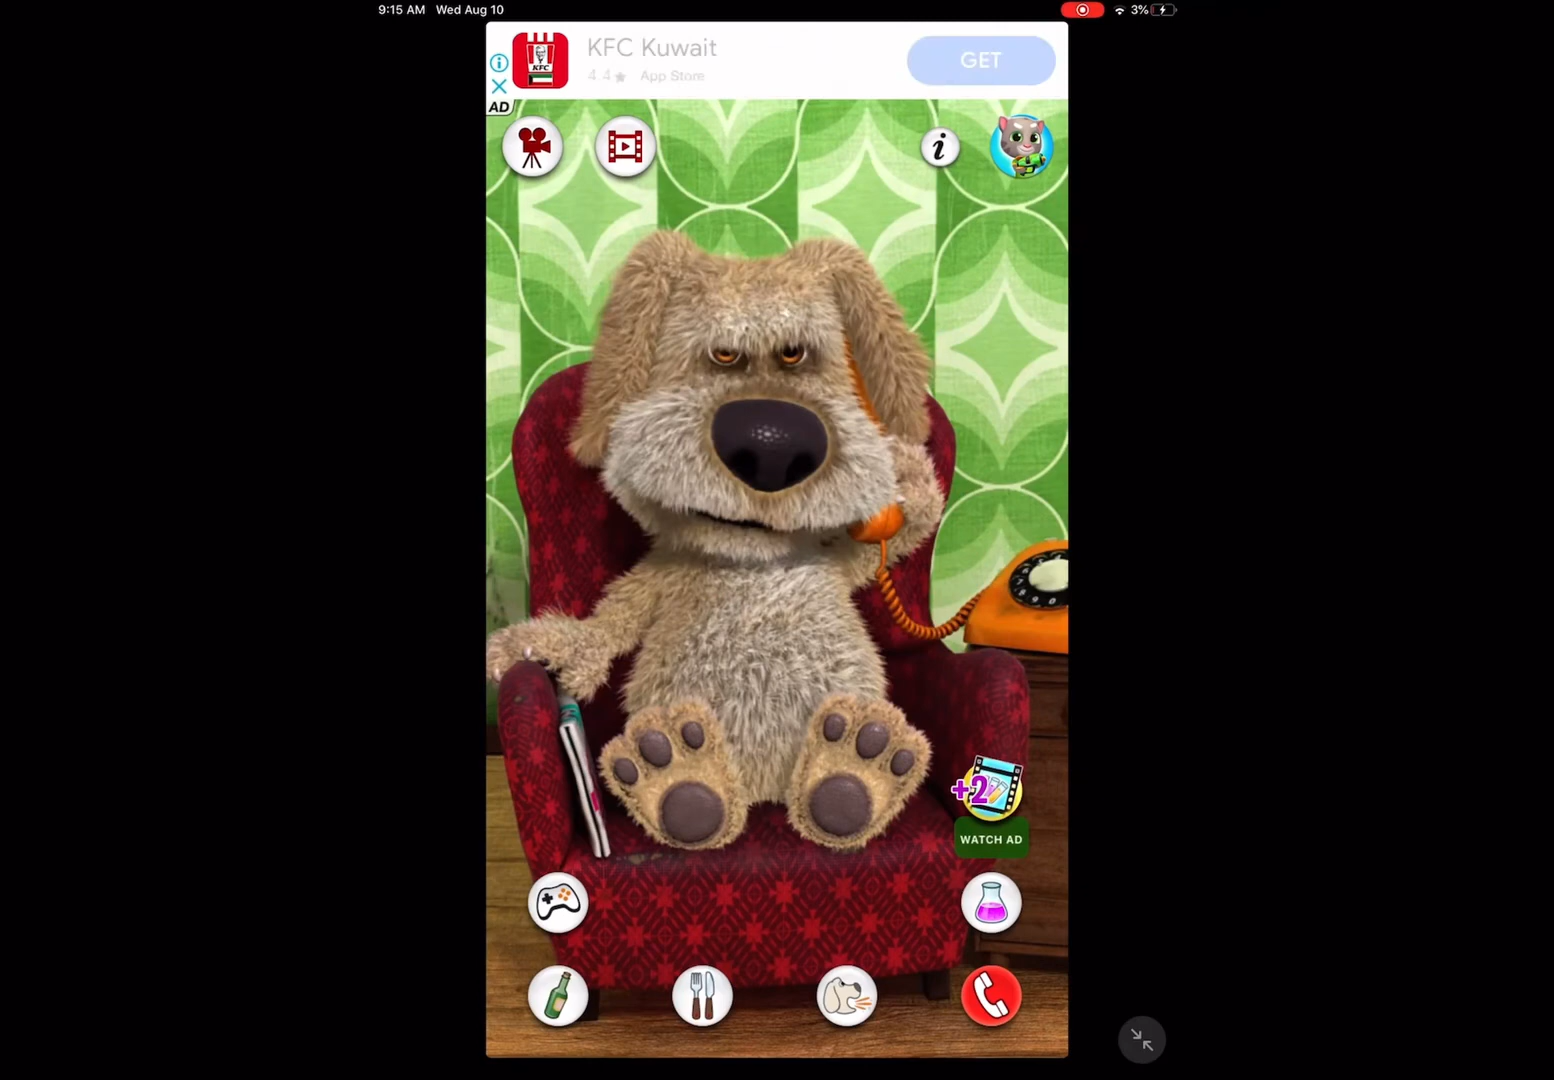 9:15 AM Wed Aug 10
3%
KFC Kuwait
4.4★ App Store
GET
KFC
AD
i
+2
WATCH AD